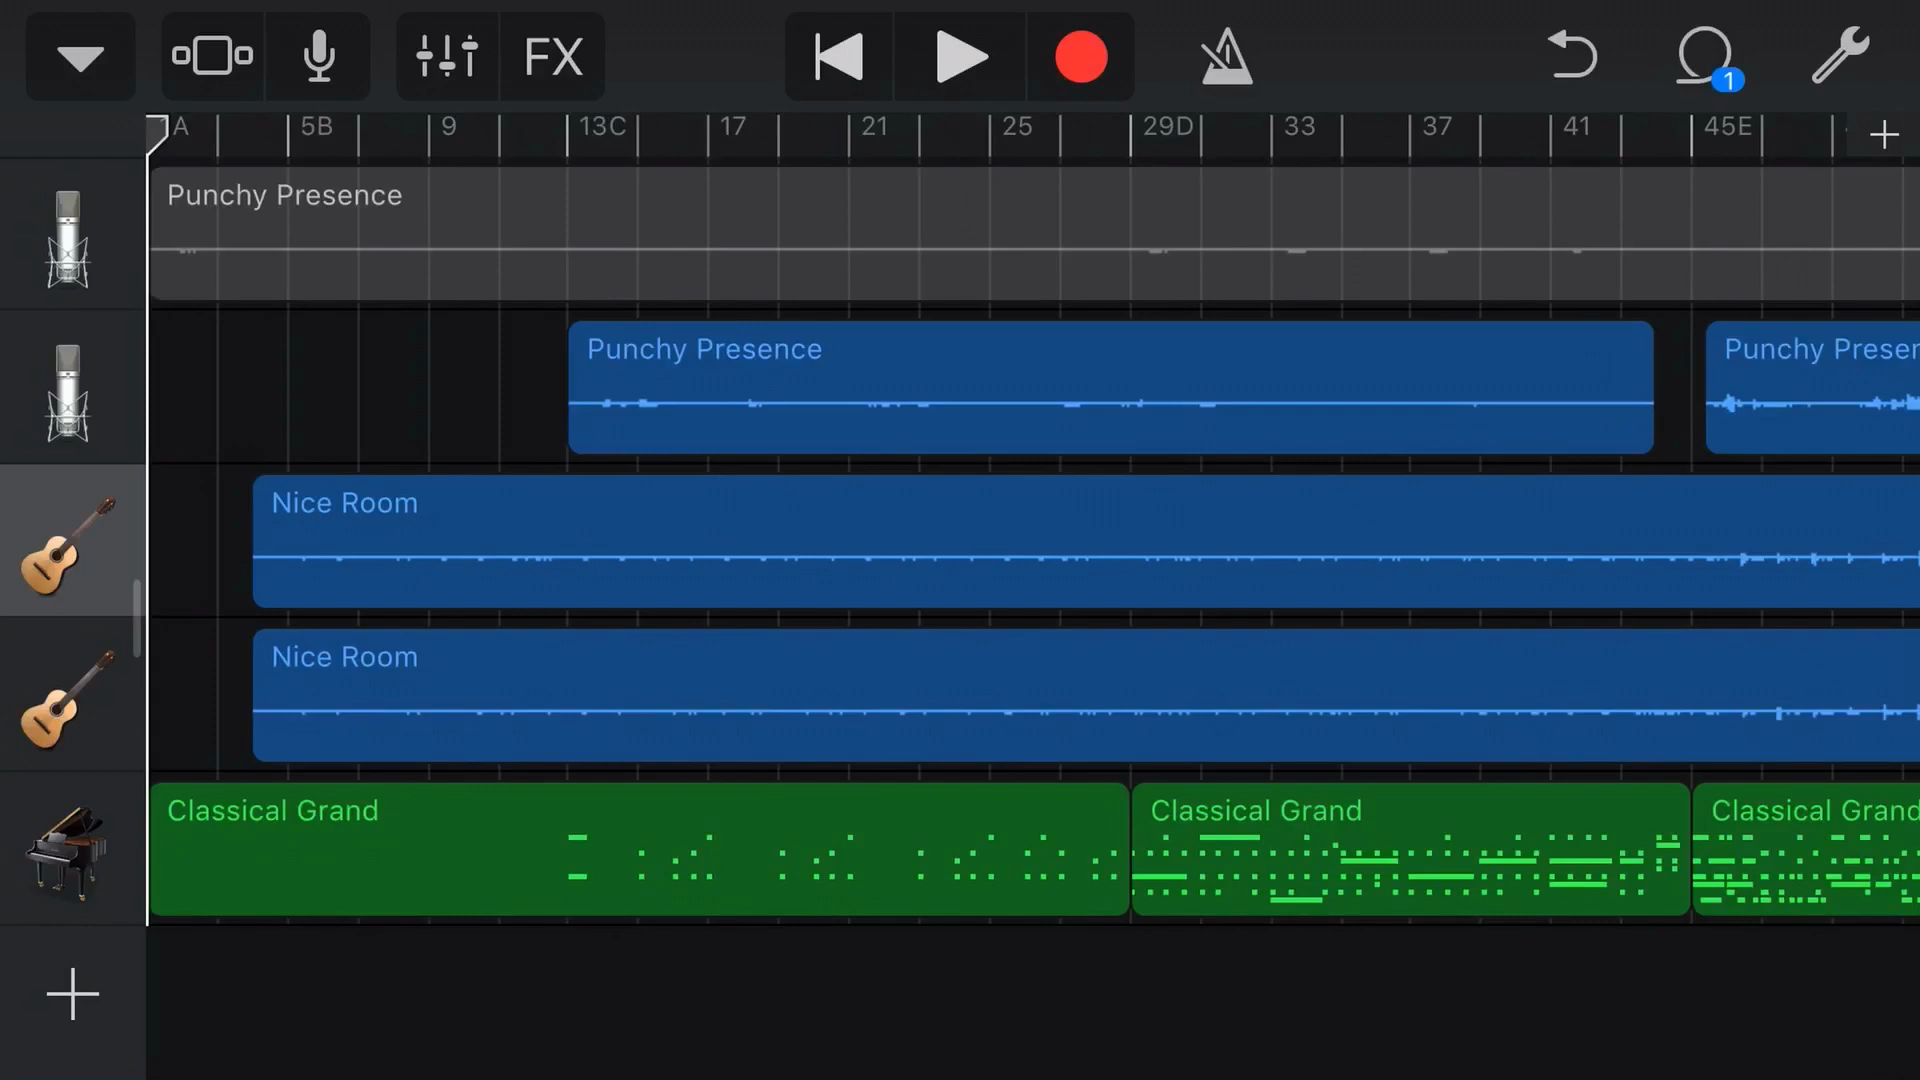 FX
1
A 5B 9 13C 17 21 25 29D 33 37 41 45E
Punchy Presence
Punchy Presence Punchy Presen
Nice Room
Nice Room
Classical Grand Classical Grand Classical Grand